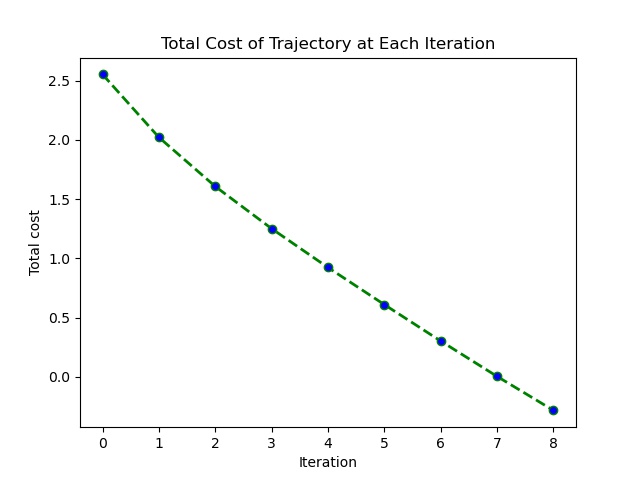 Total Cost of Trajectory at Each Iteration
2.5
2.0
1.5
1.0
0.5
0.0
Total cost
0 1 2 3 4 5 6 7 8
Iteration